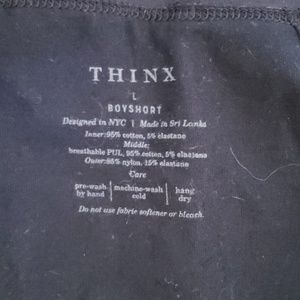 THINX
L
BOYSHORT
Designed in NYC | Made in Sri Lanka
Inner:95% cotton, 5% elastane
Middle:
breathable PUL, 95% cotton, 5% elastane
Outer:85% nylon, 15% elastane
Care
pre-wash | machine-wash | hang
by hand | cold | dry
Do not use fabric softener or bleach.